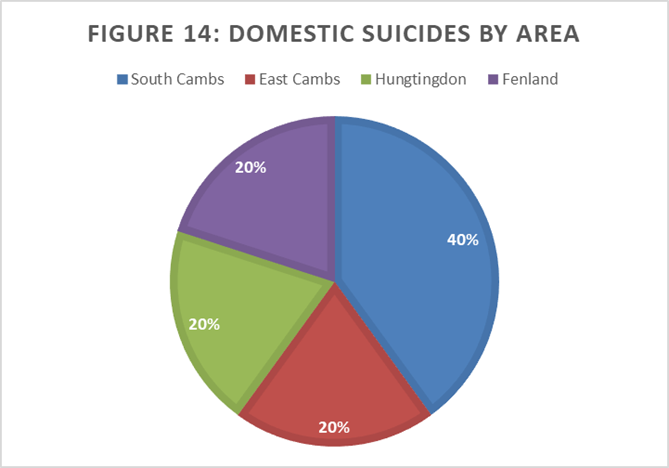 FIGURE 14: DOMESTIC SUICIDES BY AREA
South Cambs East Cambs Hungtingdon Fenland
20%
40%
20%
20%